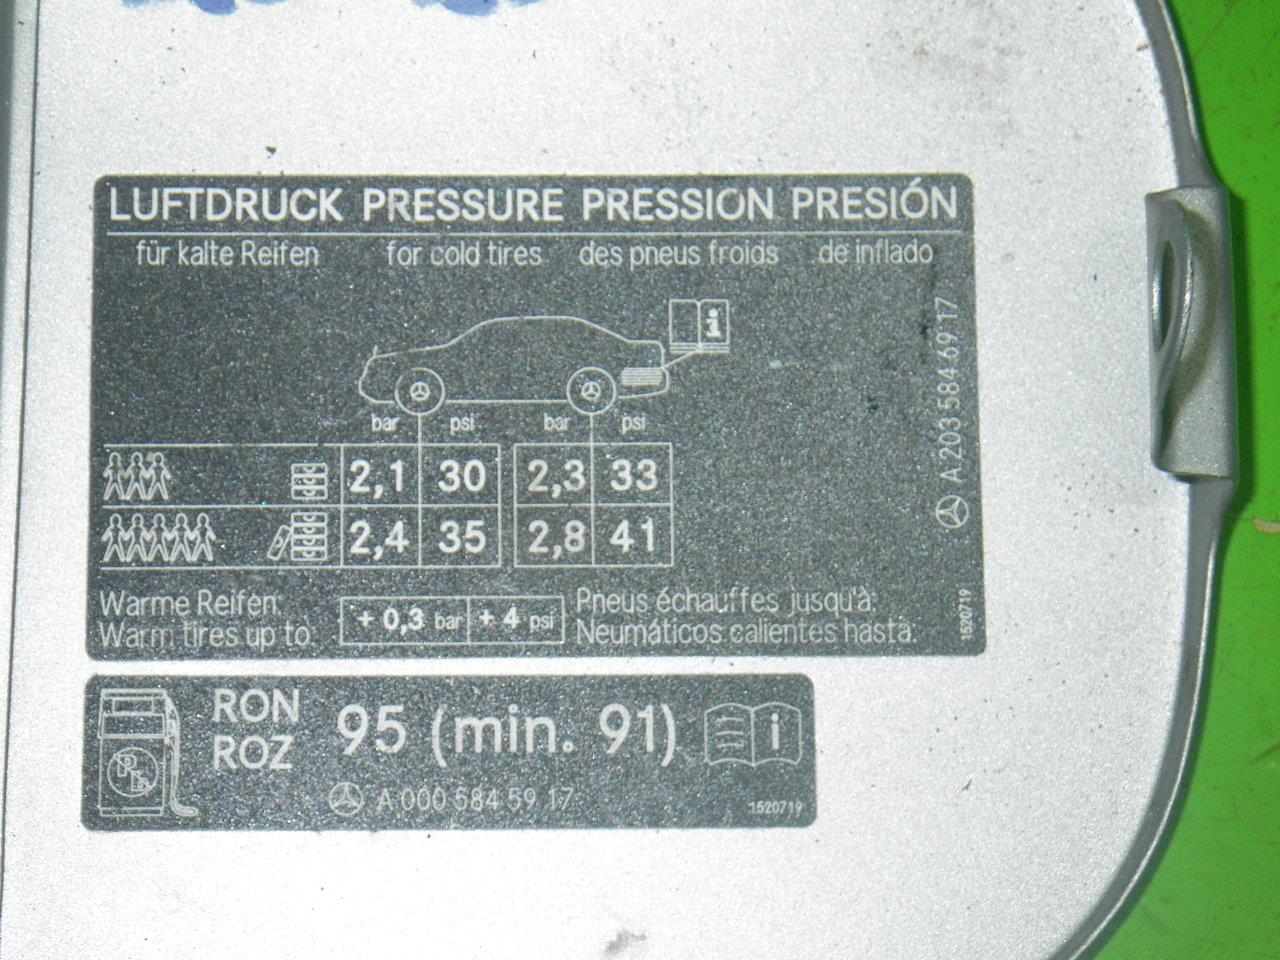 LUFTDRUCK PRESSURE PRESSION PRESIÓN
für kalte Reifen for cold tires des pneus froids de inflado
i
bar psi bar psi
2,1 30 2,3 33
2,4 35 2,8 41
Warme Reifen: Pneus échauffes jusqu'à:
Warm tires up to: + 0,3 bar + 4 psi Neumáticos calientes hasta:
A 203 584 69 17
1520719
RON
ROZ
95 (min. 91)
i
A 000 584 59 17
1520719